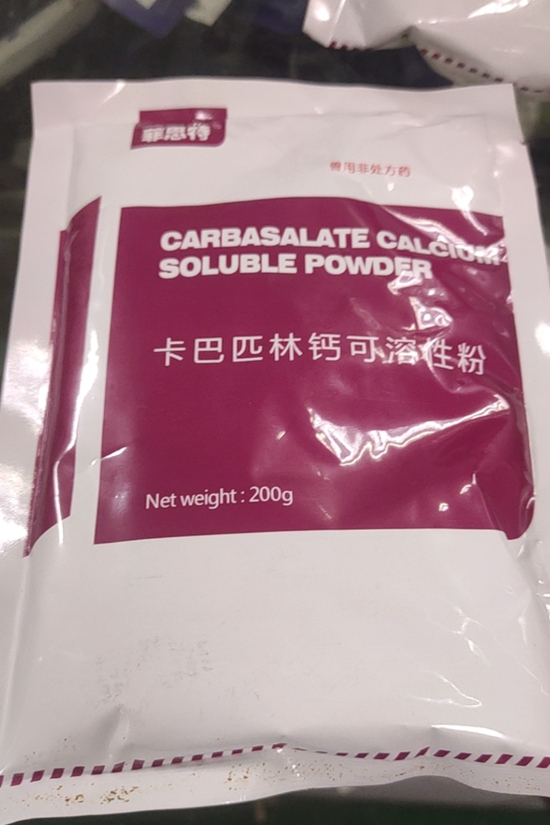 菲思特
兽用非处方药
CARBASALATE CALCIUM
SOLUBLE POWDER
卡巴匹林钙可溶性粉
Net weight : 200g